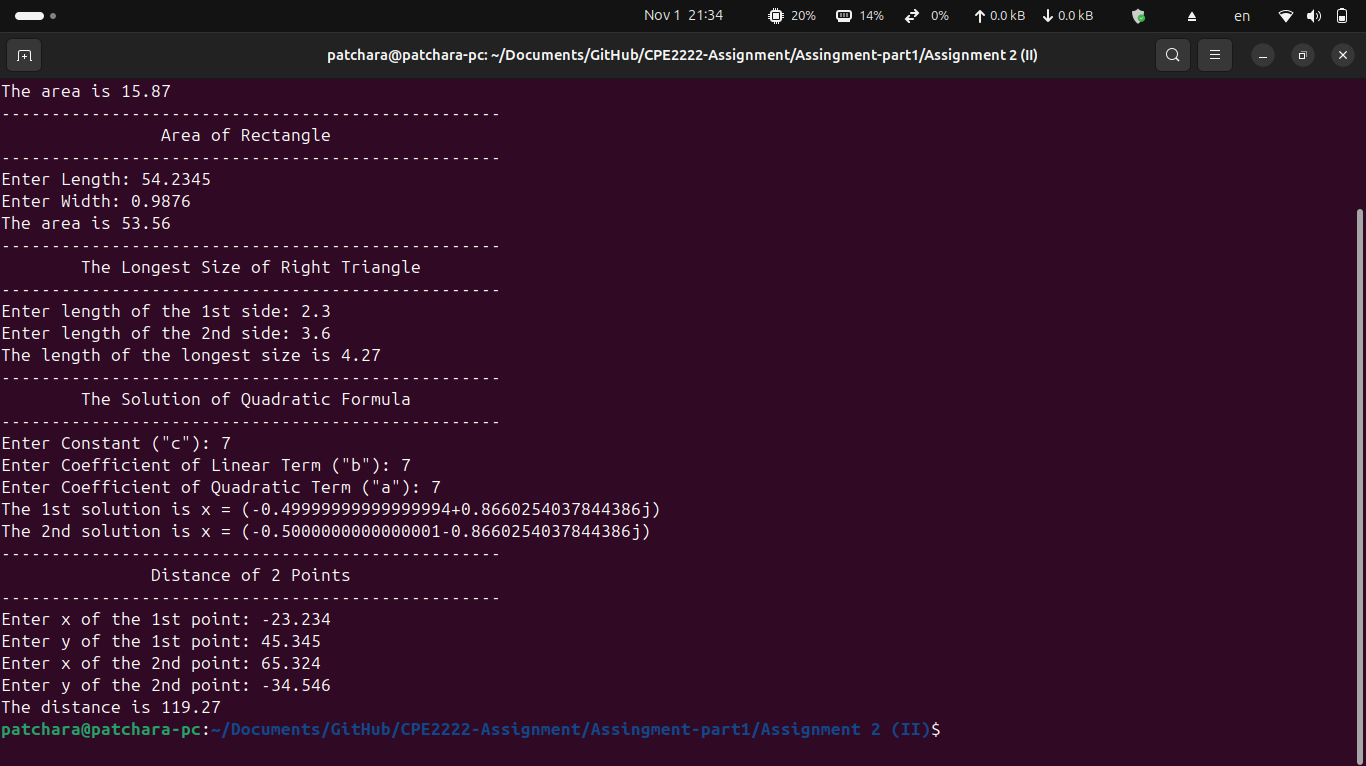 Nov 1 21:34 20% 14% 0% 0.0 kB 0.0 kB en
patchara@patchara-pc: ~/Documents/GitHub/CPE2222-Assignment/Assingment-part1/Assignment 2 (II)
The area is 15.87
--------------------------------------------------
Area of Rectangle
--------------------------------------------------
Enter Length: 54.2345
Enter Width: 0.9876
The area is 53.56
--------------------------------------------------
The Longest Size of Right Triangle
--------------------------------------------------
Enter length of the 1st side: 2.3
Enter length of the 2nd side: 3.6
The length of the longest size is 4.27
--------------------------------------------------
The Solution of Quadratic Formula
--------------------------------------------------
Enter Constant ("c"): 7
Enter Coefficient of Linear Term ("b"): 7
Enter Coefficient of Quadratic Term ("a"): 7
The 1st solution is x = (-0.49999999999999994+0.8660254037844386j)
The 2nd solution is x = (-0.5000000000000001-0.8660254037844386j)
--------------------------------------------------
Distance of 2 Points
--------------------------------------------------
Enter x of the 1st point: -23.234
Enter y of the 1st point: 45.345
Enter x of the 2nd point: 65.324
Enter y of the 2nd point: -34.546
The distance is 119.27
patchara@patchara-pc:~/Documents/GitHub/CPE2222-Assignment/Assingment-part1/Assignment 2 (II)$